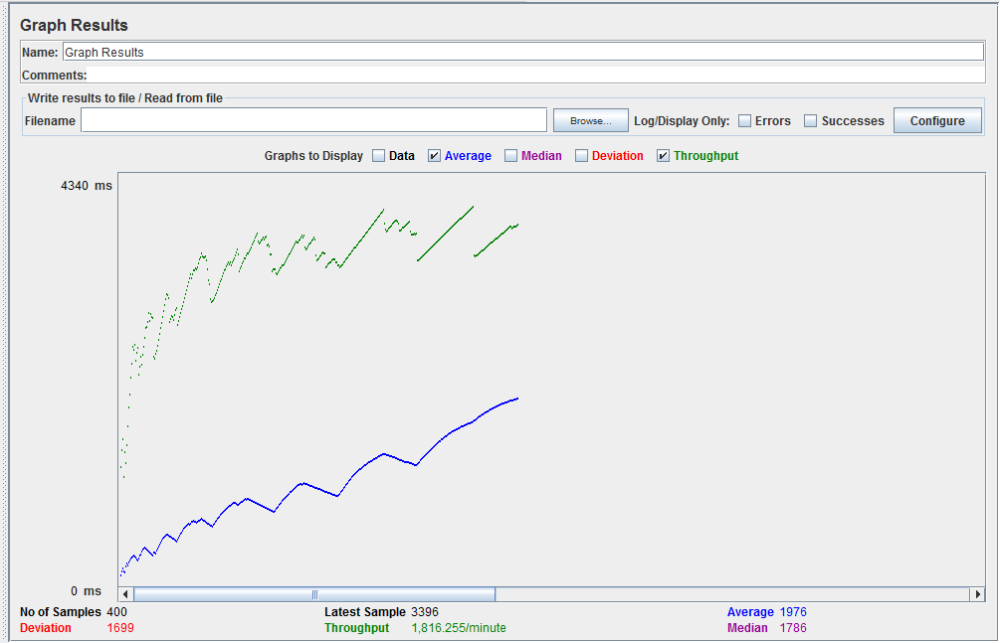 Graph Results
Name: Graph Results
Comments:
Write results to file / Read from file
Filename Browse... Log/Display Only: Errors Successes Configure
Graphs to Display Data Average Median Deviation Throughput
4340 ms
0 ms
No of Samples 400 Latest Sample 3396 Average 1976
Deviation 1699 Throughput 1,816.255/minute Median 1786